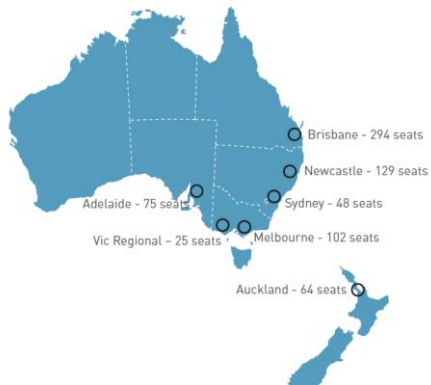 Brisbane - 294 seats
Newcastle - 129 seats
Adelaide - 75 seats
Sydney - 48 seats
Vic Regional – 25 seats
Melbourne - 102 seats
Auckland - 64 seats